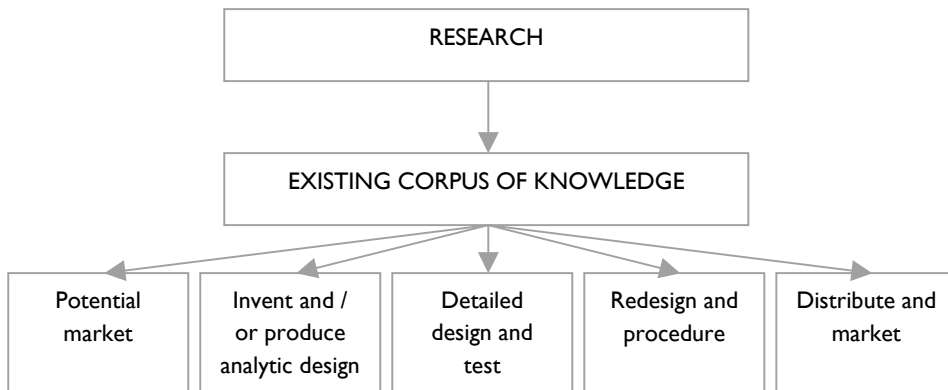 RESEARCH
EXISTING CORPUS OF KNOWLEDGE
Potential
market
Invent and /
or produce
analytic design
Detailed
design and
test
Redesign and
procedure
Distribute and
market